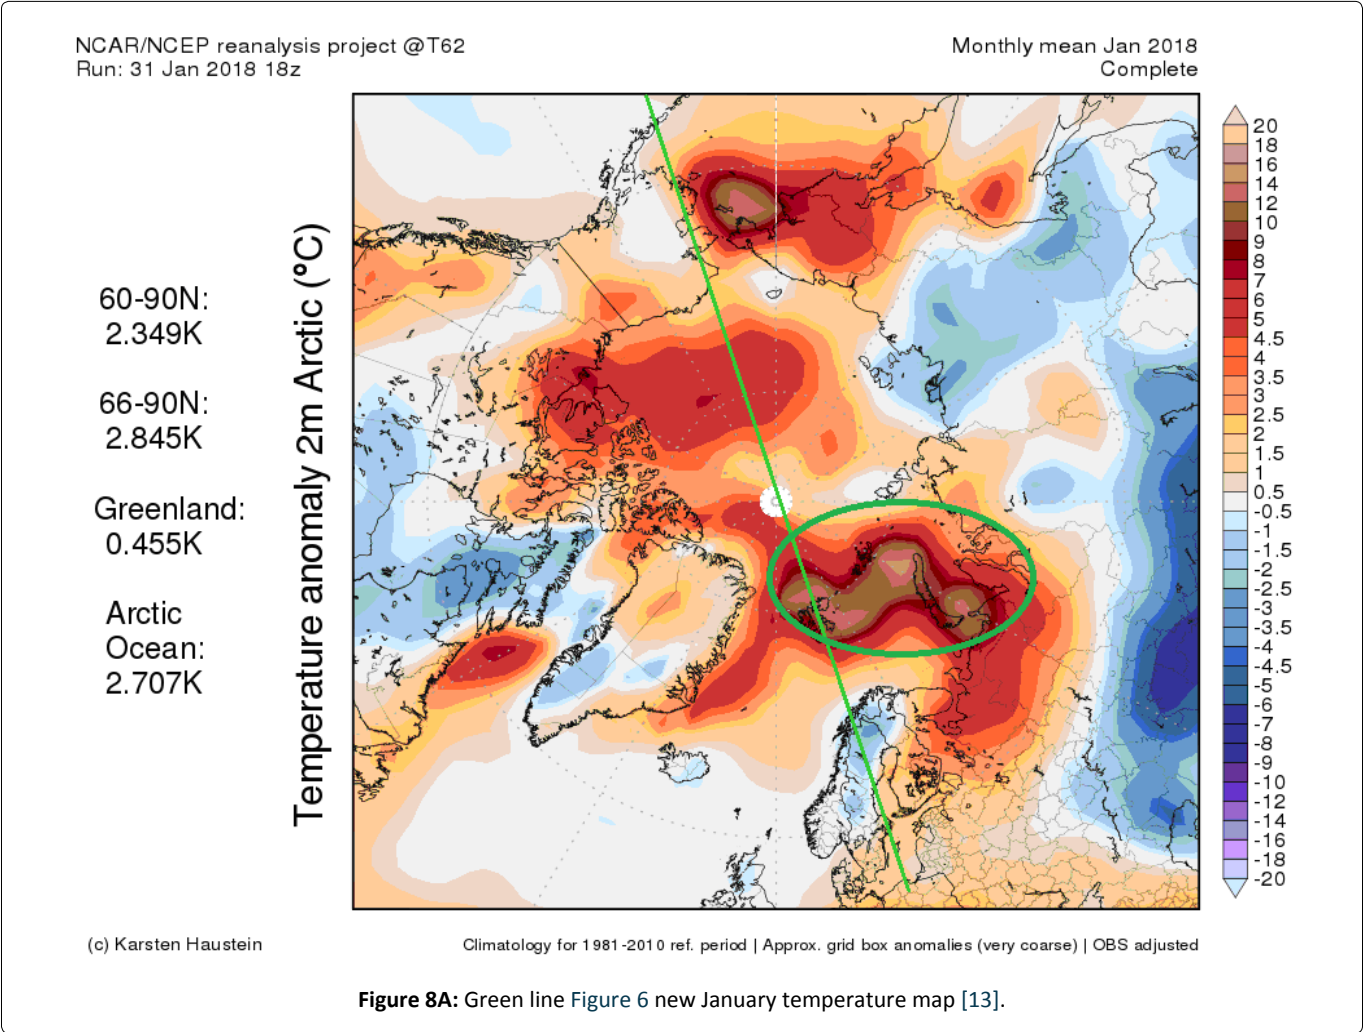 NCAR/NCEP reanalysis project @T62
Run: 31 Jan 2018 18z
Monthly mean Jan 2018
Complete
60-90N:
2.349K
66-90N:
2.845K
Greenland:
0.455K
Arctic
Ocean:
2.707K
Temperature anomaly 2m Arctic (°C)
20
18
16
14
12
10
9
8
7
6
5
4.5
4
3.5
3
2.5
2
1.5
1
0.5
-0.5
-1
-1.5
-2
-2.5
-3
-3.5
-4
-4.5
-5
-6
-7
-8
-9
-10
-12
-14
-16
-18
-20
(c) Karsten Haustein
Climatology for 1981-2010 ref. period | Approx. grid box anomalies (very coarse) | OBS adjusted
Figure 8A: Green line Figure 6 new January temperature map [13].